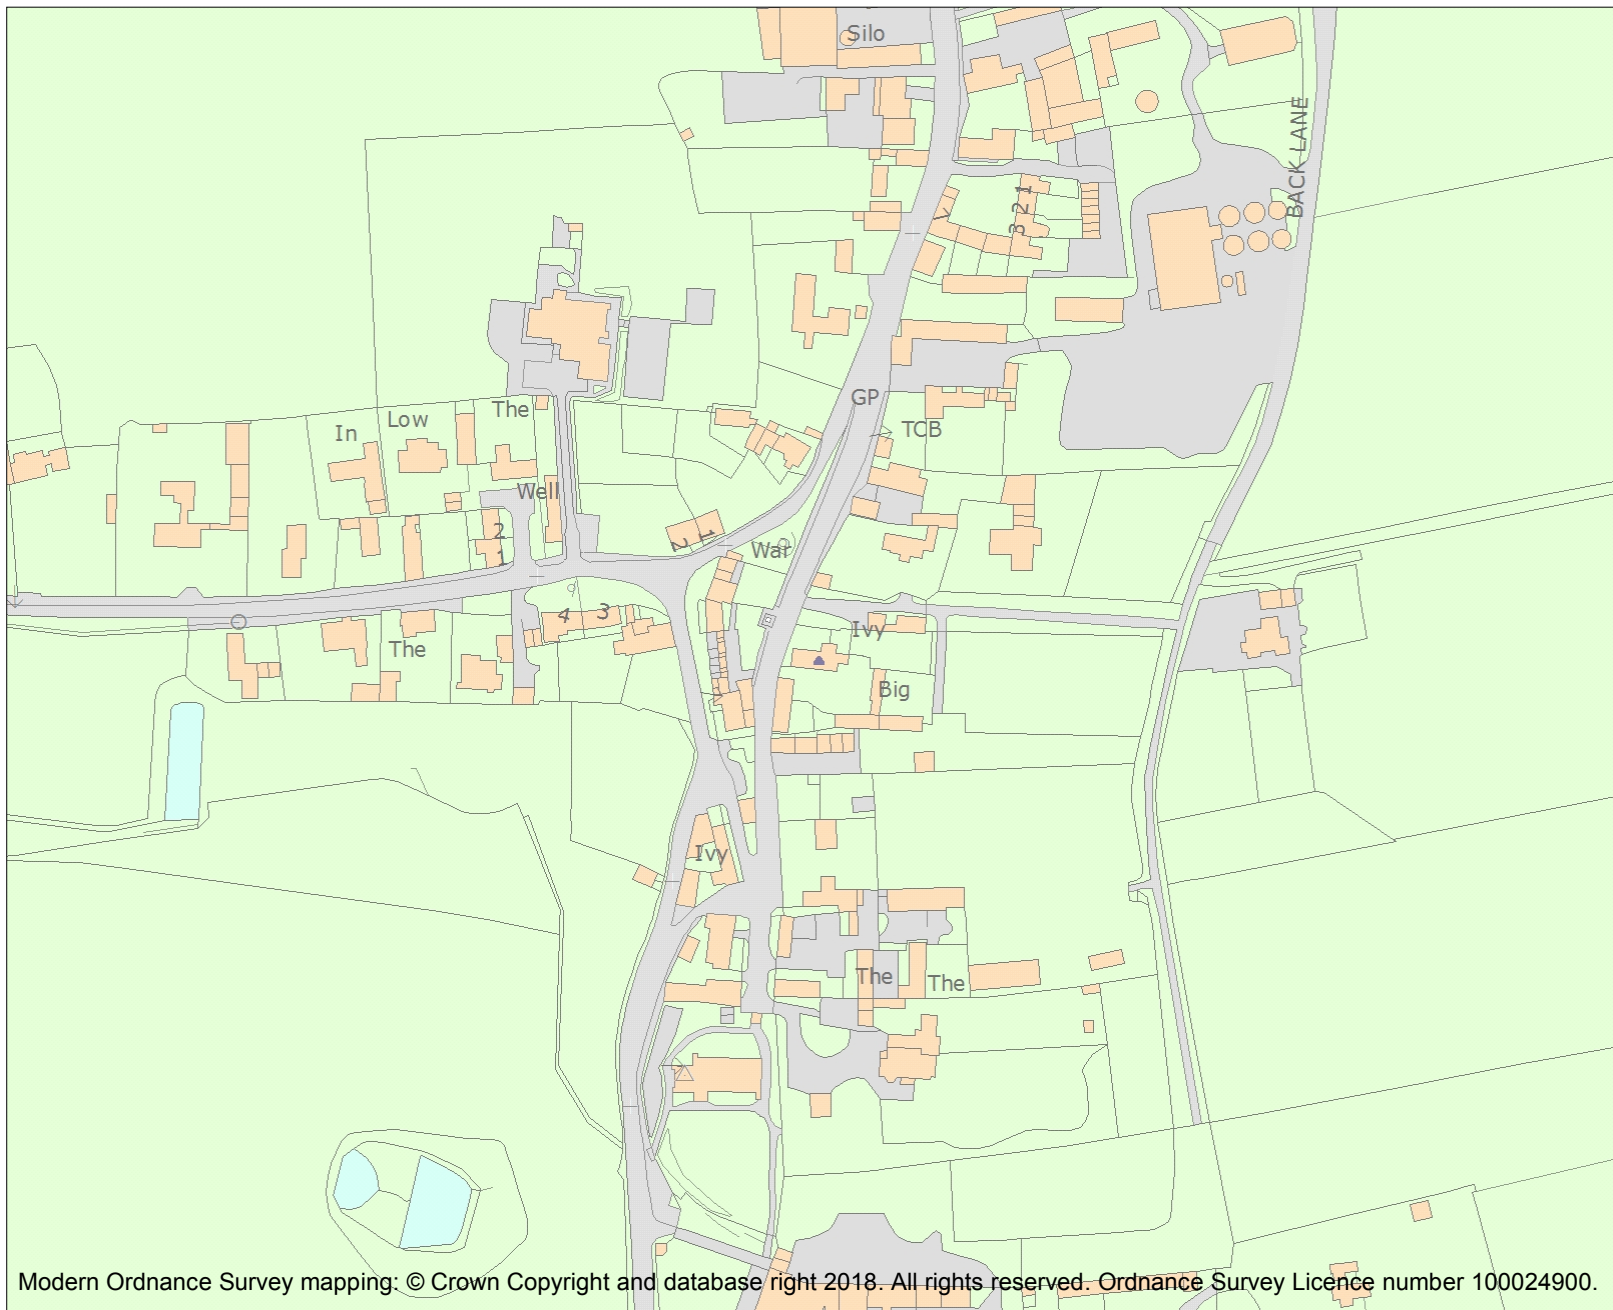 Silo
BACK LANE
1
2
3
GP
TCB
The
Low
In
Well
2
1
1
2
War
4
3
The
Ivy
Big
Ivy
The
The
Modern Ordnance Survey mapping: © Crown Copyright and database right 2018. All rights reserved. Ordnance Survey Licence number 100024900.